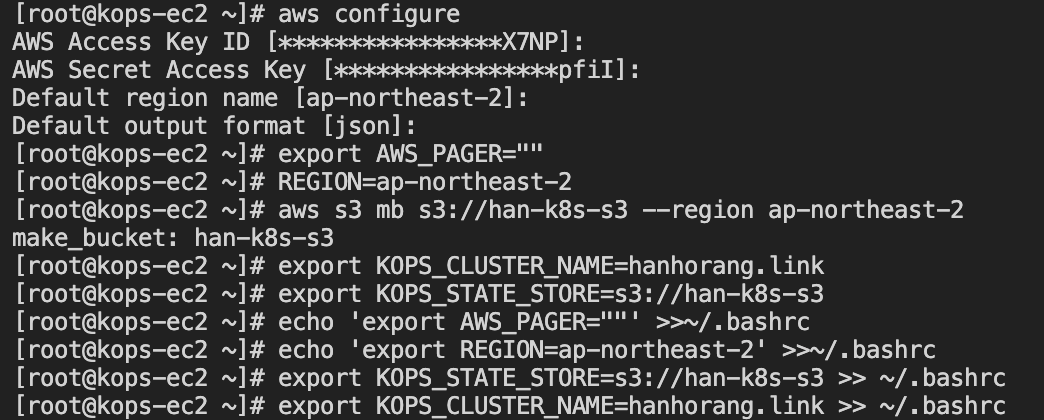 [root@kops-ec2 ~]# aws configure
AWS Access Key ID [****************X7NP]:
AWS Secret Access Key [****************pfiI]:
Default region name [ap-northeast-2]:
Default output format [json]:
[root@kops-ec2 ~]# export AWS_PAGER=""
[root@kops-ec2 ~]# REGION=ap-northeast-2
[root@kops-ec2 ~]# aws s3 mb s3://han-k8s-s3 --region ap-northeast-2
make_bucket: han-k8s-s3
[root@kops-ec2 ~]# export KOPS_CLUSTER_NAME=hanhorang.link
[root@kops-ec2 ~]# export KOPS_STATE_STORE=s3://han-k8s-s3
[root@kops-ec2 ~]# echo 'export AWS_PAGER=""' >>~/.bashrc
[root@kops-ec2 ~]# echo 'export REGION=ap-northeast-2' >>~/.bashrc
[root@kops-ec2 ~]# export KOPS_STATE_STORE=s3://han-k8s-s3 >> ~/.bashrc
[root@kops-ec2 ~]# export KOPS_CLUSTER_NAME=hanhorang.link >> ~/.bashrc